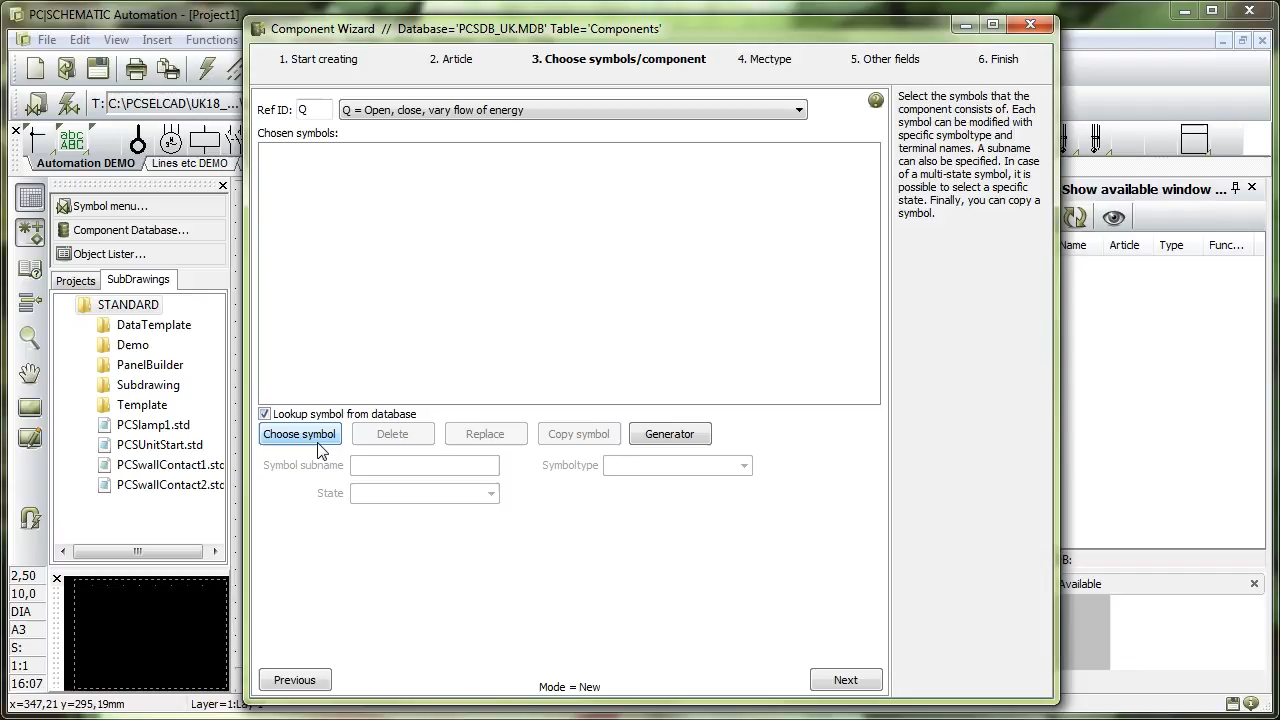 PC|SCHEMATIC Automation - [Project1]
File Edit View Insert Functions
T: C:\PCSELCAD\UK18_...
Automation DEMO Lines etc DEMO
Symbol menu...
Component Database...
Object Lister...
Projects SubDrawings
STANDARD
DataTemplate
Demo
PanelBuilder
Subdrawing
Template
PCSlamp1.std
PCSUnitStart.std
PCSwallContact1.std
PCSwallContact2.std
2,50
10,0
DIA
A3
S:
1:1
16:07
x=347,21 y=295,19mm Layer=1:
Component Wizard // Database='PCSDB_UK.MDB' Table='Components'
1. Start creating 2. Article 3. Choose symbols/component 4. Mectype 5. Other fields 6. Finish
Ref ID: Q Q = Open, close, vary flow of energy
Chosen symbols:
Lookup symbol from database
Choose symbol Delete Replace Copy symbol Generator
Symbol subname Symboltype
State
Previous Mode = New Next
Select the symbols that the
component consists of. Each
symbol can be modified with
specific symboltype and
terminal names. A subname
can also be specified. In case
of a multi-state symbol, it is
possible to select a specific
state. Finally, you can copy a
symbol.
Show available window ...
Name Article Type Func...
B:
Available